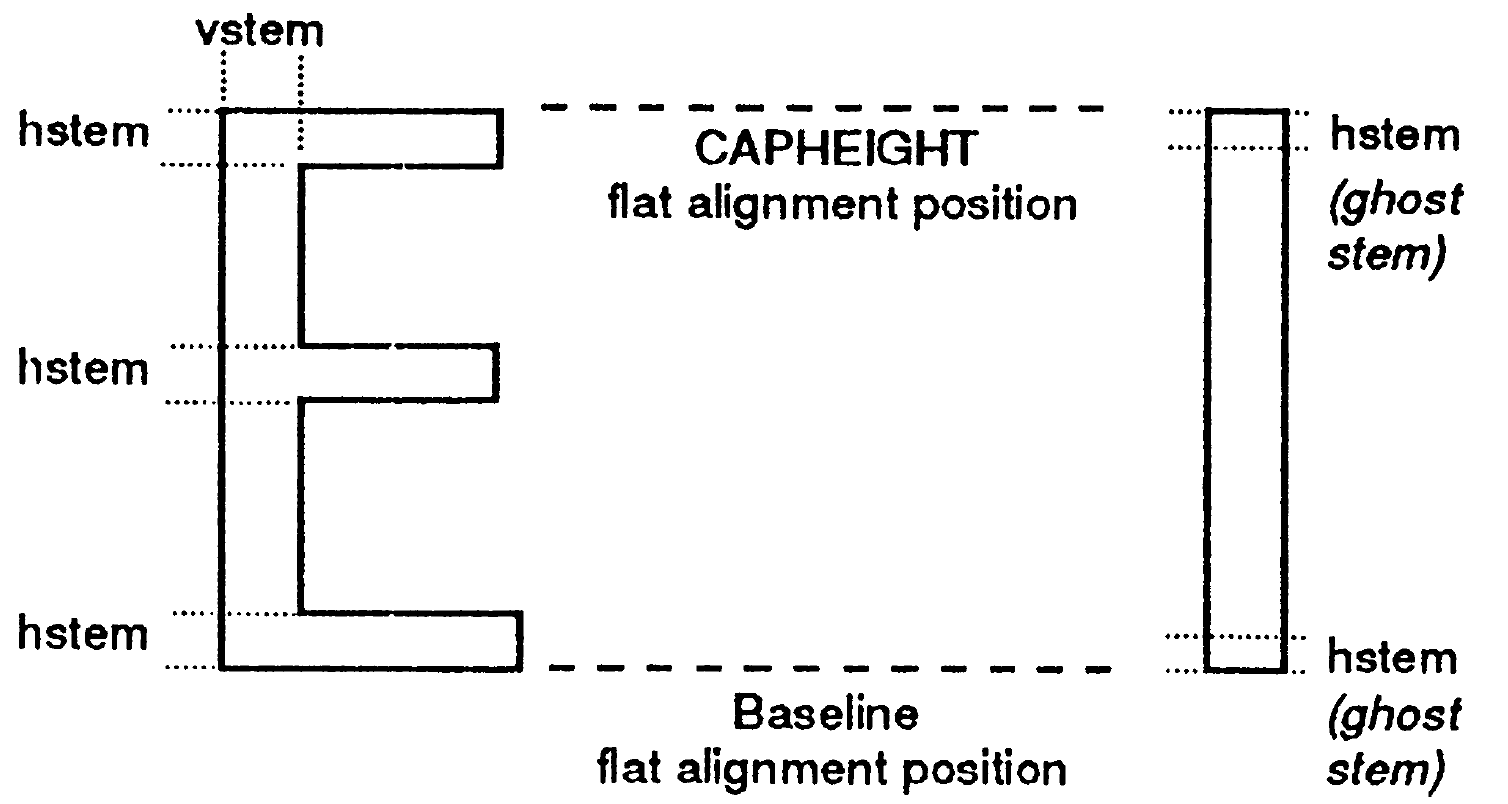 vstem
hstem
CAPHEIGHT
flat alignment position
hstem
(ghost
stem)
hstem
hstem
Baseline
flat alignment position
hstem
(ghost
stem)